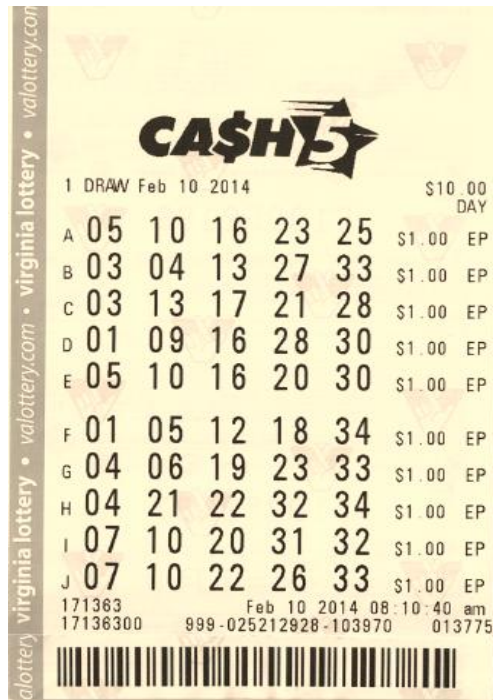 valottery virginia lottery • valottery.com • virginia lottery • valottery.com
CA$H 5
1 DRAW Feb 10 2014 $10.00
DAY
A 05 10 16 23 25 $1.00 EP
B 03 04 13 27 33 $1.00 EP
C 03 13 17 21 28 $1.00 EP
D 01 09 16 28 30 $1.00 EP
E 05 10 16 20 30 $1.00 EP
F 01 05 12 18 34 $1.00 EP
G 04 06 19 23 33 $1.00 EP
H 04 21 22 32 34 $1.00 EP
I 07 10 20 31 32 $1.00 EP
J 07 10 22 26 33 $1.00 EP
171363 Feb 10 2014 08:10:40 am
17136300 999-025212928-103970 013775